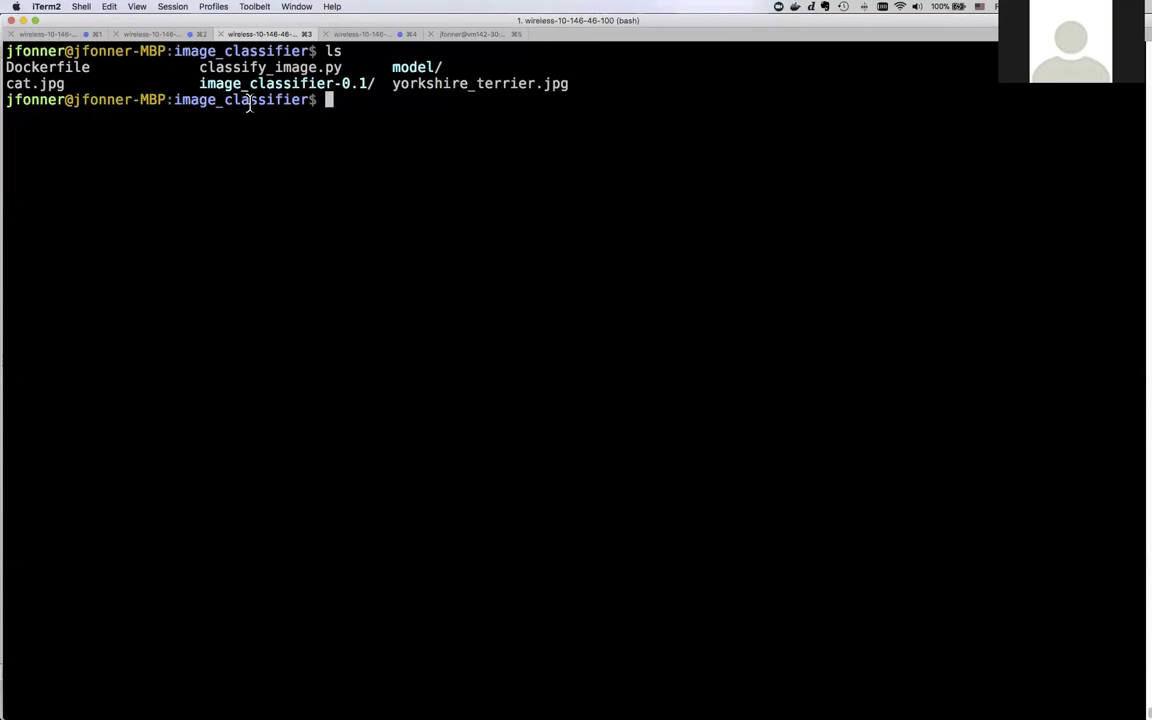 iTerm2 Shell Edit View Session Profiles Toolbelt Window Help 100%
1. wireless-10-146-46-100 (bash)
wireless-10-146-... ⌘1 wireless-10-146-... ⌘2 wireless-10-146-46-... ⌘3 wireless-10-146-... ⌘4 jfonner@vm142-30:... ⌘5
jfonner@jfonner-MBP:image_classifier$ ls
Dockerfile classify_image.py model/
cat.jpg image_classifier-0.1/ yorkshire_terrier.jpg
jfonner@jfonner-MBP:image_classifier$